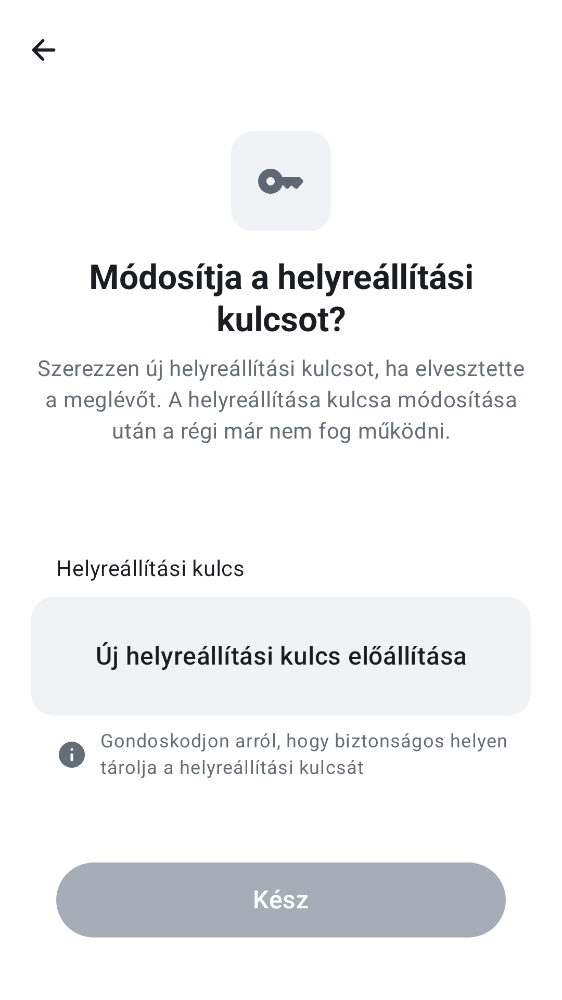 Módosítja a helyreállítási
kulcsot?
Szerezzen új helyreállítási kulcsot, ha elvesztette
a meglévőt. A helyreállítása kulcsa módosítása
után a régi már nem fog működni.
Helyreállítási kulcs
Új helyreállítási kulcs előállítása
Gondoskodjon arról, hogy biztonságos helyen
tárolja a helyreállítási kulcsát
Kész